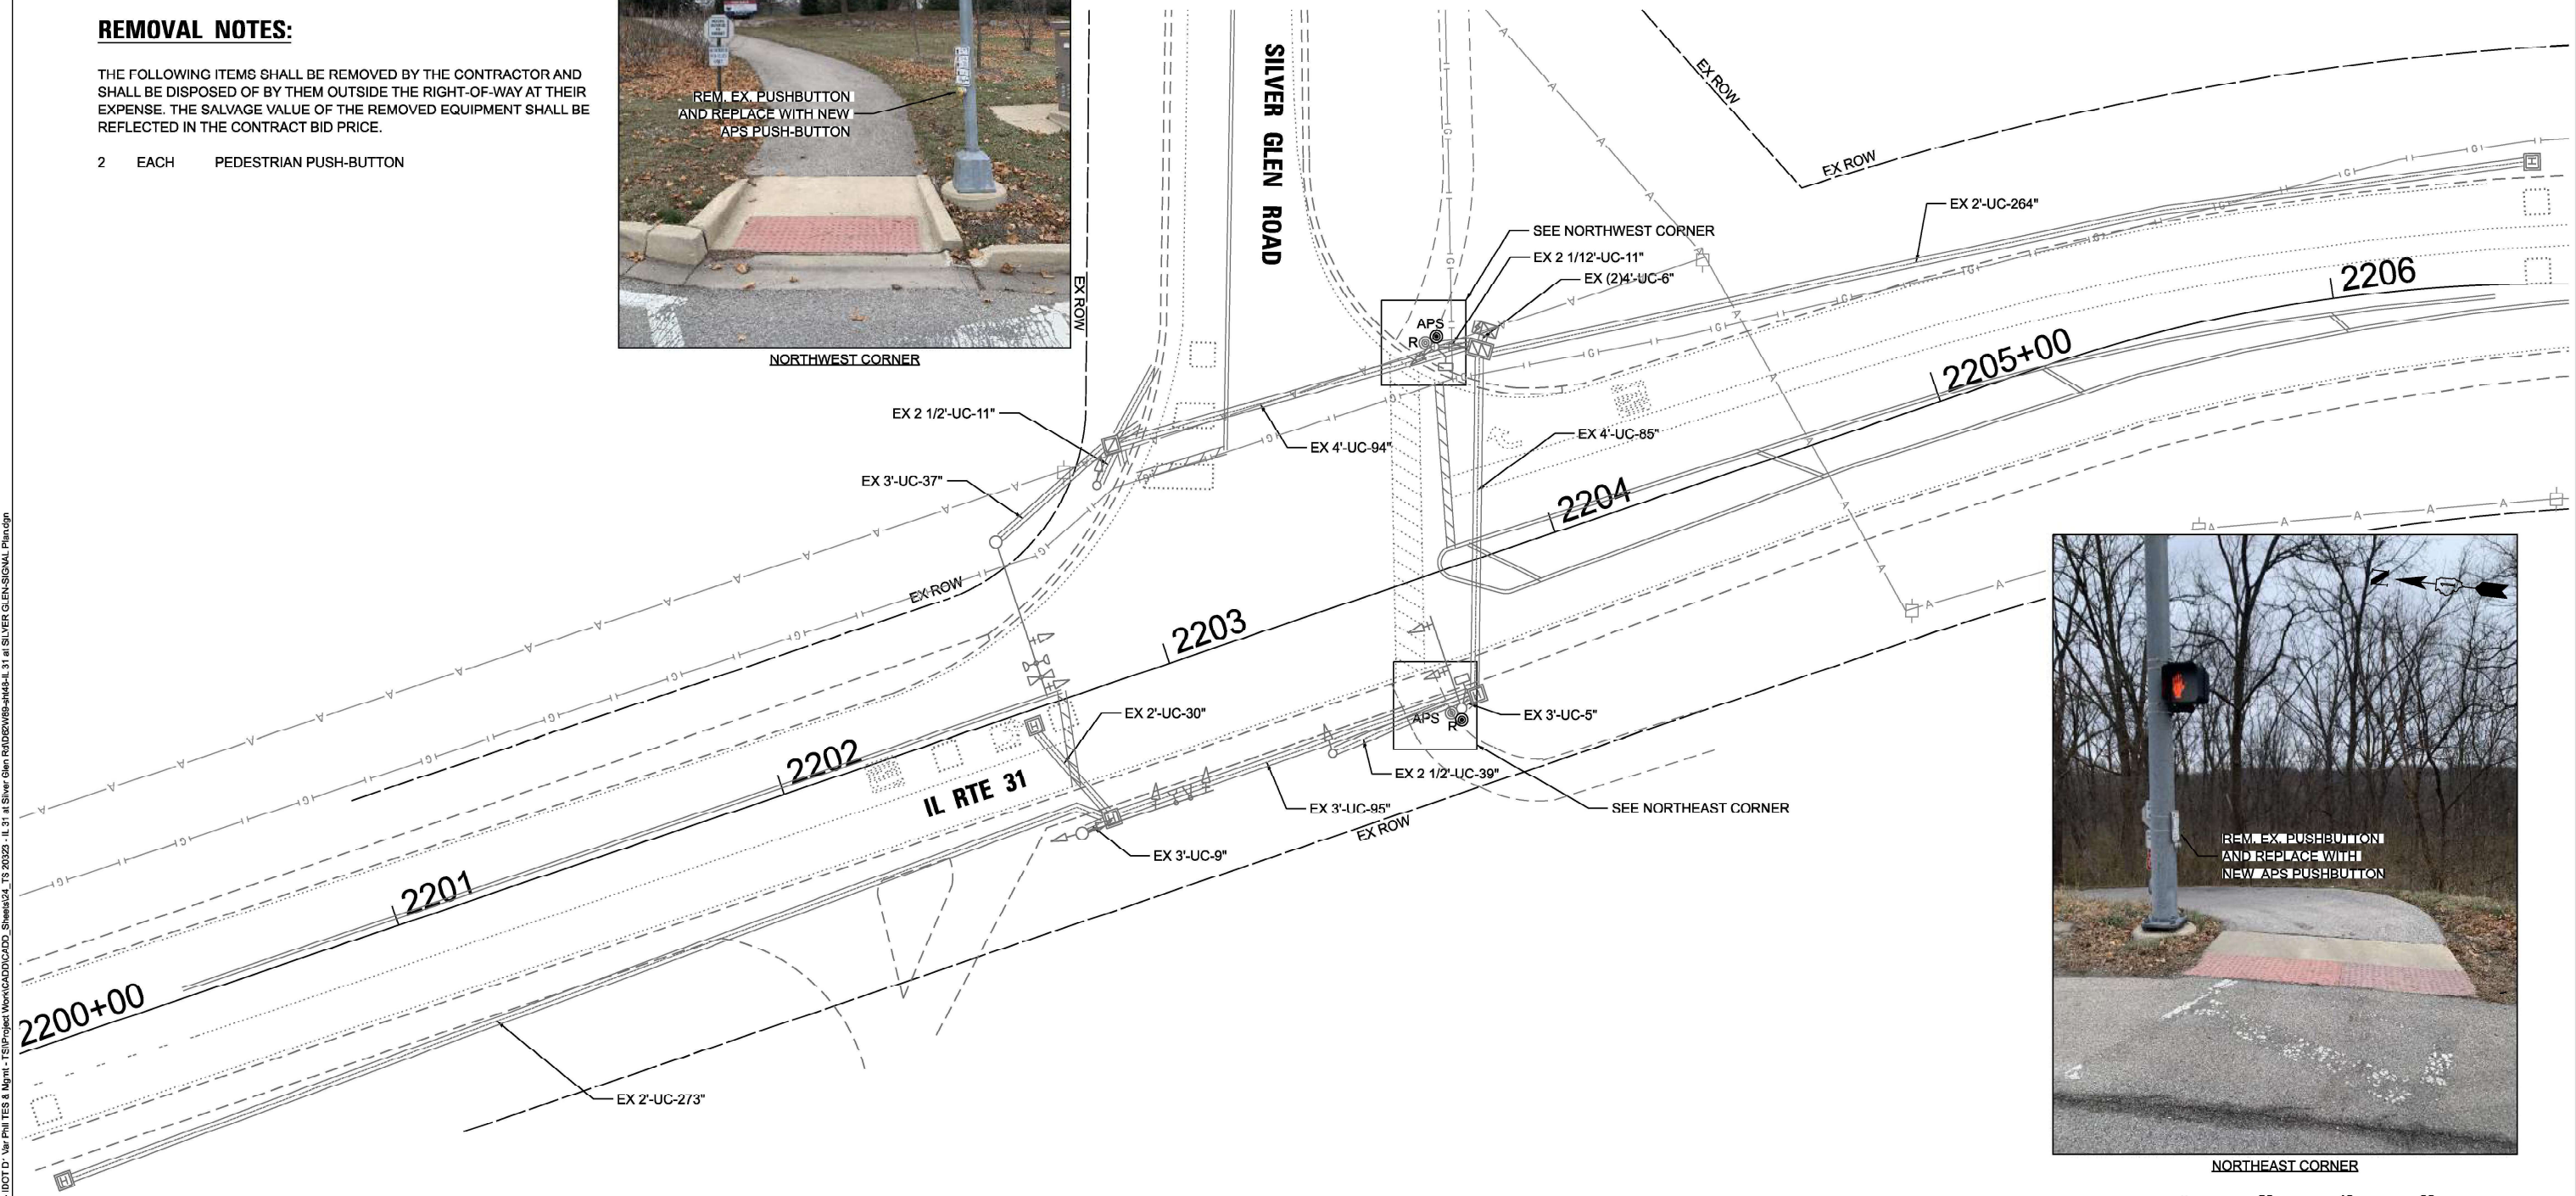 REMOVAL NOTES:
THE FOLLOWING ITEMS SHALL BE REMOVED BY THE CONTRACTOR AND
SHALL BE DISPOSED OF BY THEM OUTSIDE THE RIGHT-OF-WAY AT THEIR
EXPENSE. THE SALVAGE VALUE OF THE REMOVED EQUIPMENT SHALL BE
REFLECTED IN THE CONTRACT BID PRICE.
2 EACH PEDESTRIAN PUSH-BUTTON
REM. EX. PUSHBUTTON
AND REPLACE WITH NEW
APS PUSH-BUTTON
NORTHWEST CORNER
SILVER GLEN ROAD
EX ROW
EX ROW
EX ROW
EX 2'-UC-264"
SEE NORTHWEST CORNER
EX 2 1/12'-UC-11"
EX (2)4'-UC-6"
APS
R
2206
2205+00
EX 2 1/2'-UC-11"
EX 4'-UC-94"
EX 4'-UC-85"
EX 3'-UC-37"
2204
EX ROW
2203
EX 2'-UC-30"
APS
R
EX 3'-UC-5"
2202
IL RTE 31
EX 2 1/2'-UC-39"
EX 3'-UC-95"
SEE NORTHEAST CORNER
EX ROW
EX 3'-UC-9"
2201
2200+00
EX 2'-UC-273"
REM. EX. PUSHBUTTON
AND REPLACE WITH
NEW APS PUSHBUTTON
NORTHEAST CORNER